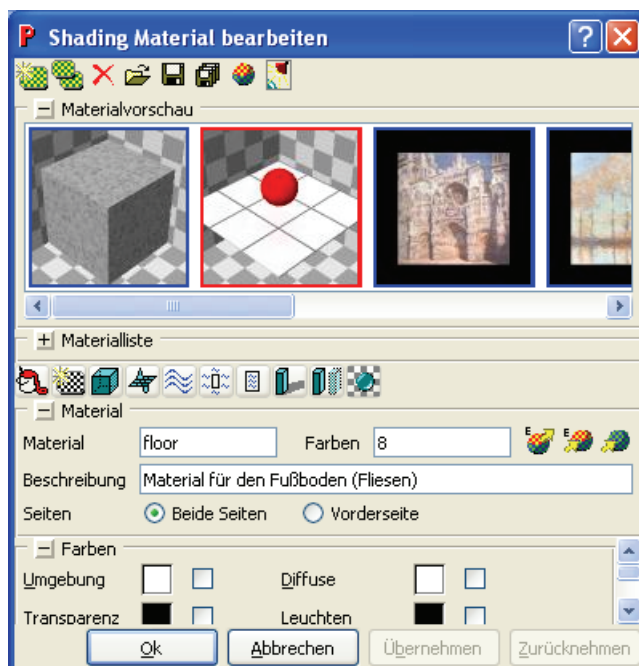 Shading Material bearbeiten
Materialvorschau
Materialliste
Material
Material floor Farben 8
Beschreibung Material für den Fußboden (Fliesen)
Seiten Beide Seiten Vorderseite
Farben
Umgebung Diffuse
Transparenz Leuchten
Ok Abbrechen Übernehmen Zurücknehmen